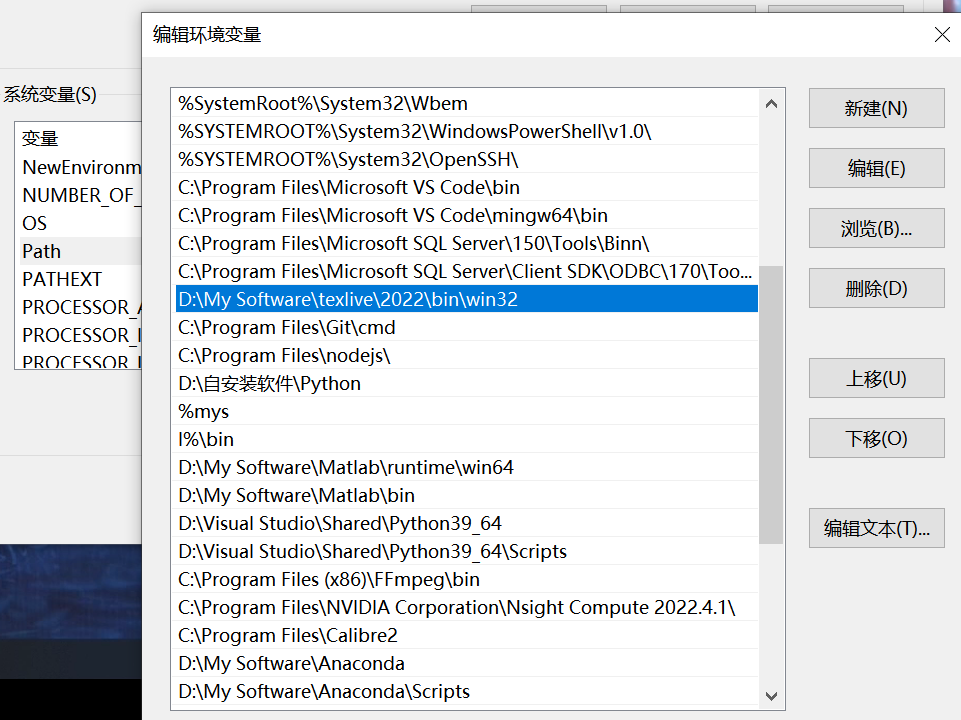 编辑环境变量
系统变量(S)
变量
NewEnvironm
NUMBER_OF_
OS
Path
PATHEXT
PROCESSOR_A
PROCESSOR_I
PROCESSOR_I
%SystemRoot%\System32\Wbem
%SYSTEMROOT%\System32\WindowsPowerShell\v1.0\
%SYSTEMROOT%\System32\OpenSSH\
C:\Program Files\Microsoft VS Code\bin
C:\Program Files\Microsoft VS Code\mingw64\bin
C:\Program Files\Microsoft SQL Server\150\Tools\Binn\
C:\Program Files\Microsoft SQL Server\Client SDK\ODBC\170\Too...
D:\My Software\texlive\2022\bin\win32
C:\Program Files\Git\cmd
C:\Program Files\nodejs\
D:\自安装软件\Python
%mys
l%\bin
D:\My Software\Matlab\runtime\win64
D:\My Software\Matlab\bin
D:\Visual Studio\Shared\Python39_64
D:\Visual Studio\Shared\Python39_64\Scripts
C:\Program Files (x86)\FFmpeg\bin
C:\Program Files\NVIDIA Corporation\Nsight Compute 2022.4.1\
C:\Program Files\Calibre2
D:\My Software\Anaconda
D:\My Software\Anaconda\Scripts
新建(N)
编辑(E)
浏览(B)...
删除(D)
上移(U)
下移(O)
编辑文本(T)...